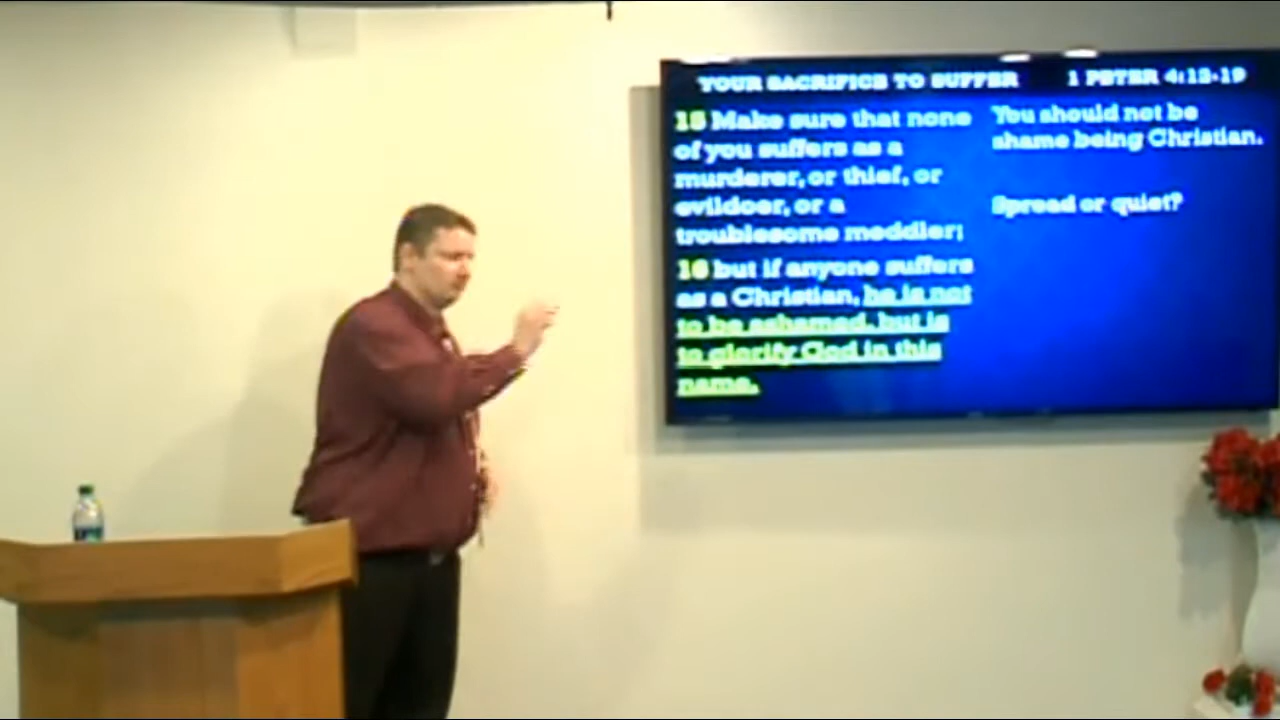 YOUR SACRIFICE TO SUFFER 1 PETER 4:12-19
15 Make sure that none
of you suffers as a
murderer, or thief, or
evildoer, or a
troublesome meddler;
16 but if anyone suffers
as a Christian, he is not
to be ashamed, but is
to glorify God in this
name.
You should not be
shame being Christian.
Spread or quiet?